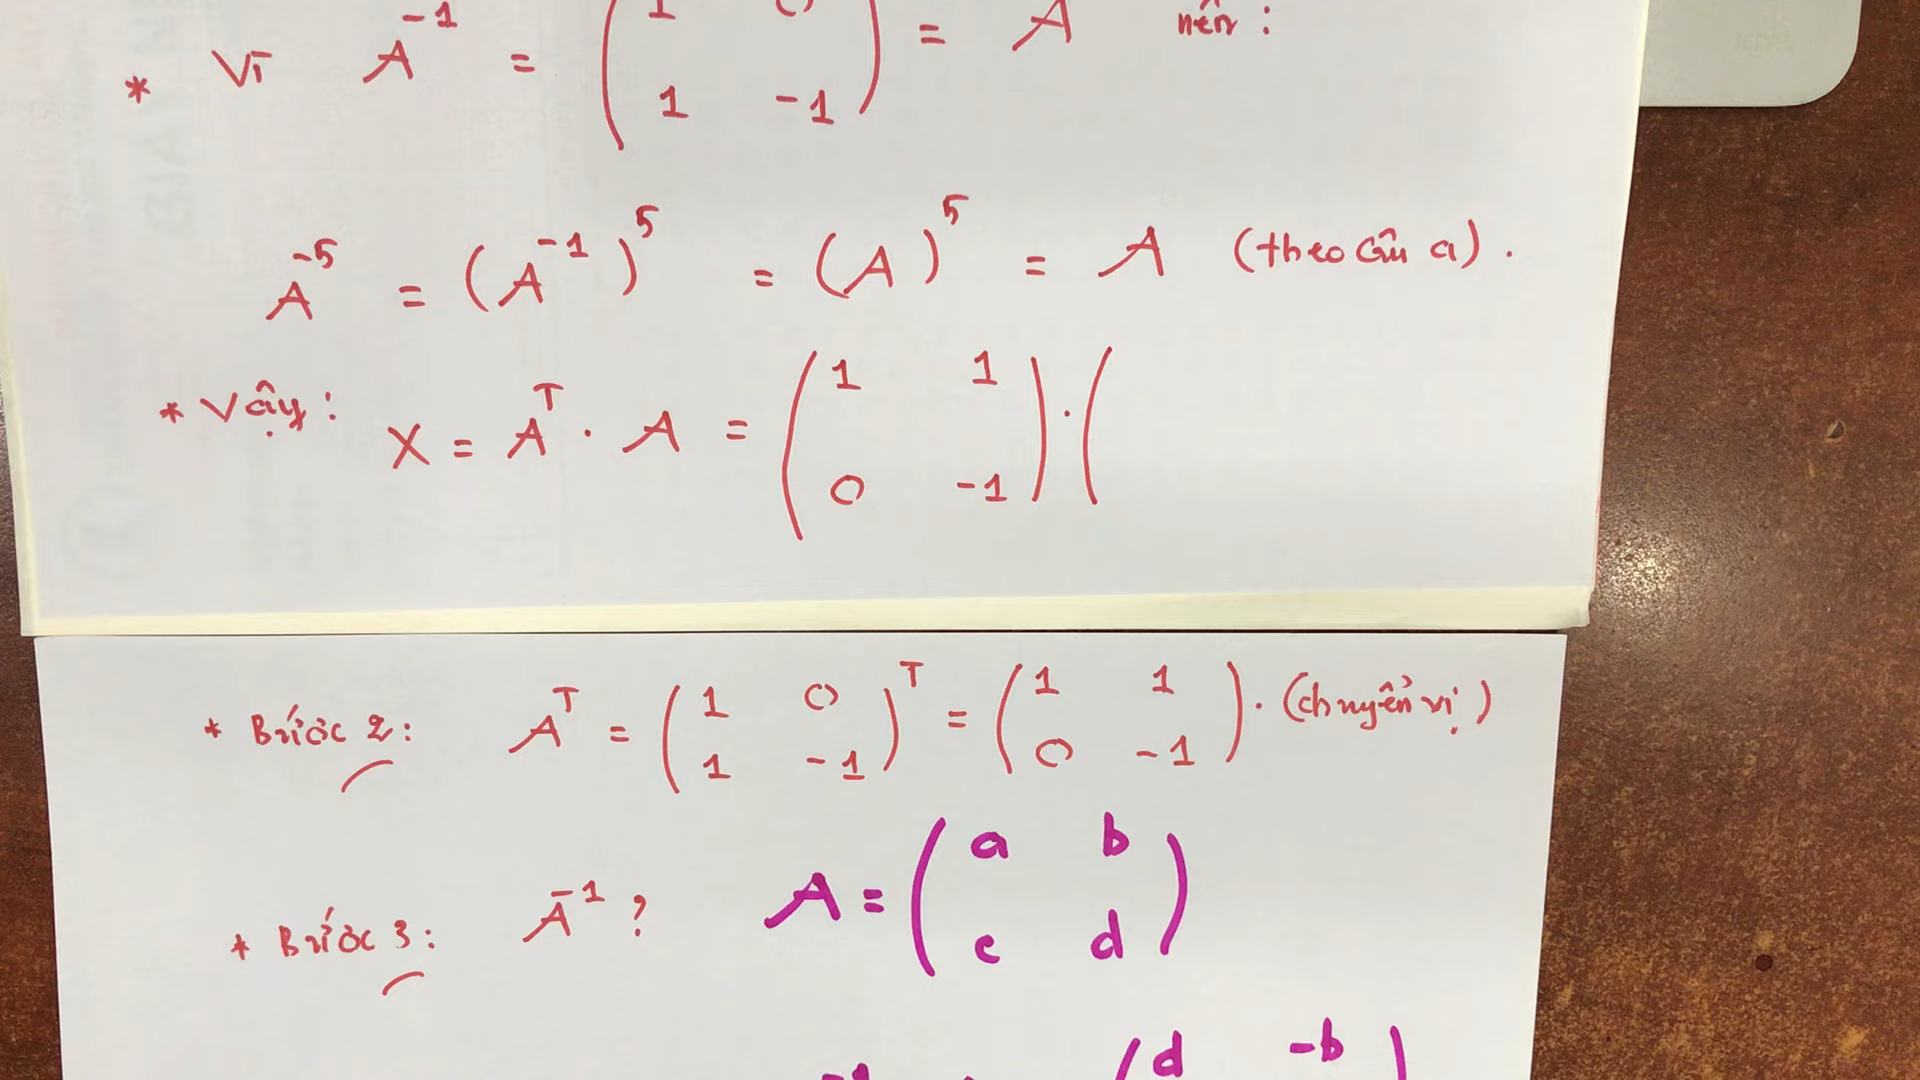 * Vì A^-1 = ( 1 0 ; 1 -1 ) = A nên :
A^-5 = (A^-1)^5 = (A)^5 = A (theo câu a) .
* Vậy : X = A^T . A = ( 1 1 ; 0 -1 ) . (
* Bước 2 : A^T = ( 1 0 ; 1 -1 )^T = ( 1 1 ; 0 -1 ) . (chuyển vị)
* Bước 3 : A^-1 ? A = ( a b ; c d )
-1 ( d -b )